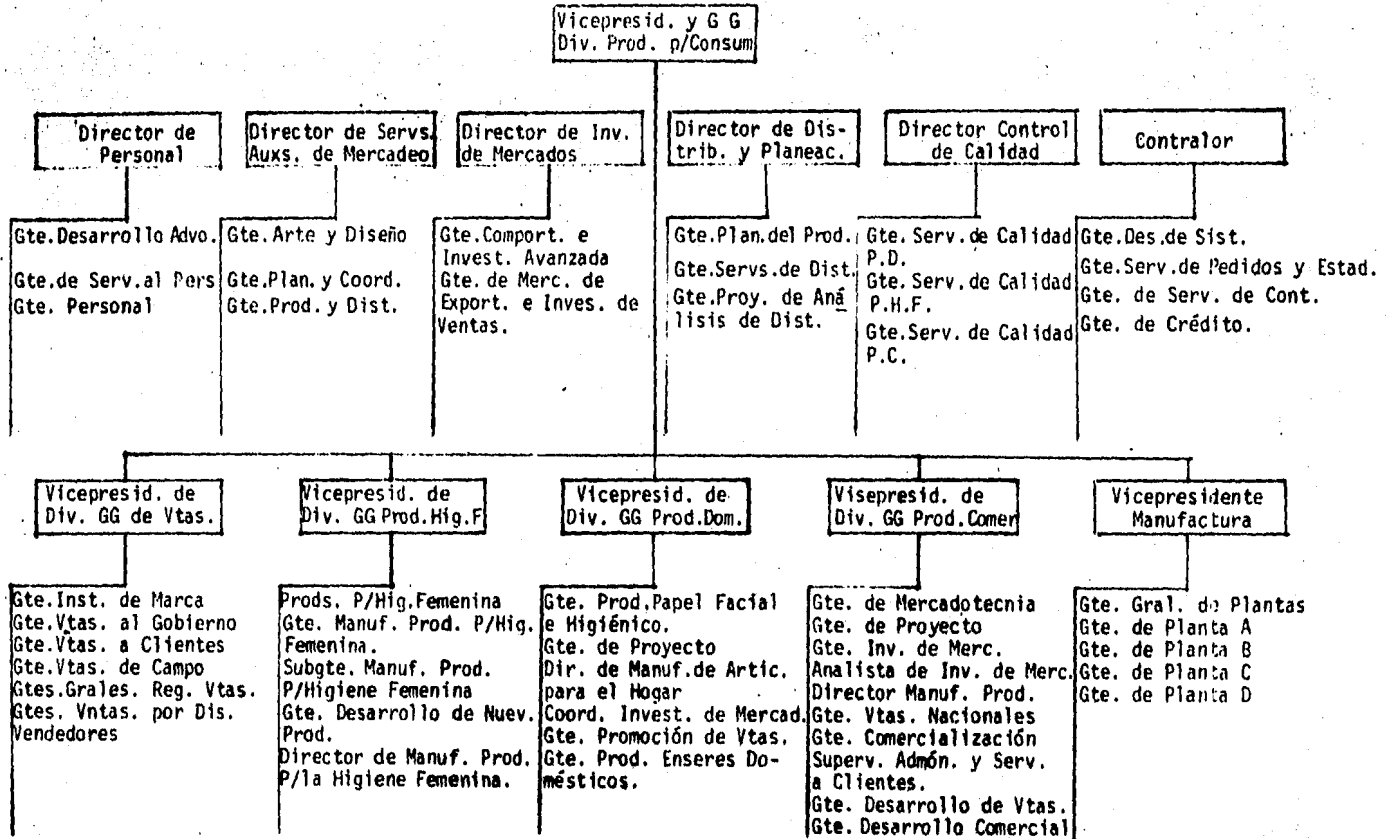 Vicepresid. y G G
Div. Prod. p/Consum
Director de
Personal
Gte.Desarrollo Advo.
Gte.de Serv.al Pers
Gte. Personal
Director de Servs.
Auxs. de Mercadeo
Gte.Arte y Diseño
Gte.Plan. y Coord.
Gte.Prod. y Dist.
Director de Inv.
de Mercados
Gte.Comport. e
Invest. Avanzada
Gte. de Merc. de
Export. e Inves. de
Ventas.
Director de Dis-
trib. y Planeac.
Gte.Plan.del Prod.
Gte.Servs.de Dist.
Gte.Proy. de Aná
lisis de Dist.
Director Control
de Calidad
Gte. Serv.de Calidad
P.D.
Gte. Serv.de Calidad
P.H.F.
Gte.Serv. de Calidad
P.C.
Contralor
Gte.Des.de Sist.
Gte.Serv.de Pedidos y Estad.
Gte. de Serv. de Cont.
Gte. de Crédito.
Vicepresid. de
Div. GG de Vtas.
Gte.Inst. de Marca
Gte.Vtas. al Gobierno
Gte.Vtas. a Clientes
Gte.Vtas. de Campo
Gtes.Grales. Reg. Vtas.
Gtes. Vntas. por Dis.
Vendedores
Vicepresid. de
Div. GG Prod.Hig.F
Prods. P/Hig.Femenina
Gte. Manuf. Prod. P/Hig.
Femenina.
Subgte. Manuf. Prod.
P/Higiene Femenina
Gte. Desarrollo de Nuev.
Prod.
Director de Manuf. Prod.
P/la Higiene Femenina.
Vicepresid. de
Div. GG Prod.Dom.
Gte. Prod.Papel Facial
e Higiénico.
Gte. de Proyecto
Dir. de Manuf.de Artic.
para el Hogar
Coord. Invest. de Mercad.
Gte. Promoción de Vtas.
Gte. Prod. Enseres Do-
mésticos.
Visepresid. de
Div. GG Prod.Comer
Gte. de Mercadotecnia
Gte. de Proyecto
Gte. Inv. de Merc.
Analista de Inv. de Merc.
Director Manuf. Prod.
Gte. Vtas. Nacionales
Gte. Comercialización
Superv. Admón. y Serv.
a Clientes.
Gte. Desarrollo de Vtas.
Gte. Desarrollo Comercial
Vicepresidente
Manufactura
Gte. Gral. de Plantas
Gte. de Planta A
Gte. de Planta B
Gte. de Planta C
Gte. de Planta D